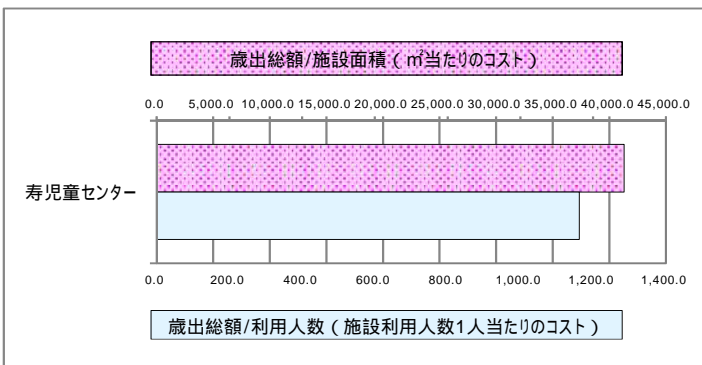 歳出総額/施設面積（㎡当たりのコスト）
0.0 5,000.0 10,000.0 15,000.0 20,000.0 25,000.0 30,000.0 35,000.0 40,000.0 45,000.0
寿児童センター
0.0 200.0 400.0 600.0 800.0 1,000.0 1,200.0 1,400.0
歳出総額/利用人数（施設利用人数1人当たりのコスト）